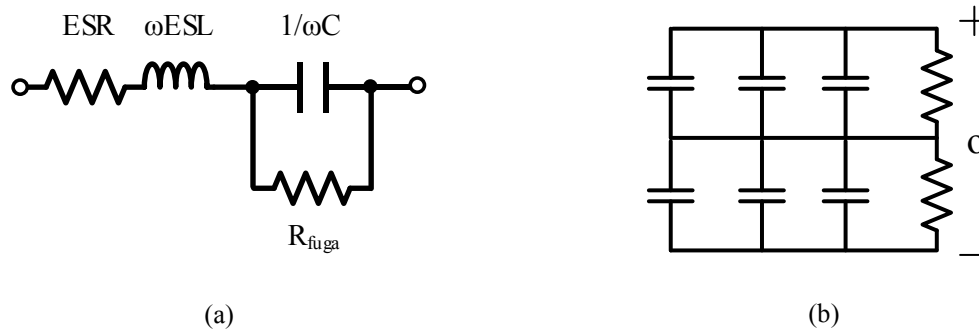 ESR ωESL 1/ωC
R_fuga
(a)
+
o
−
(b)